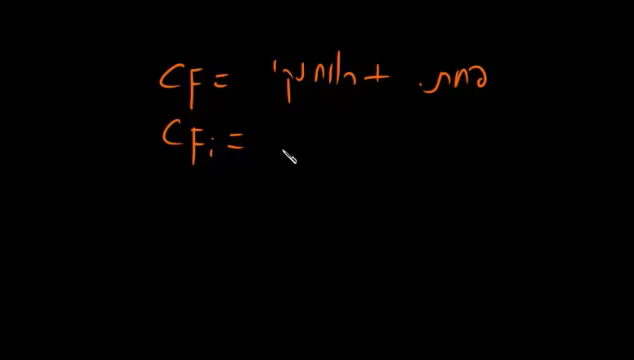 CF = רווח נקי + פחת.
CFi =